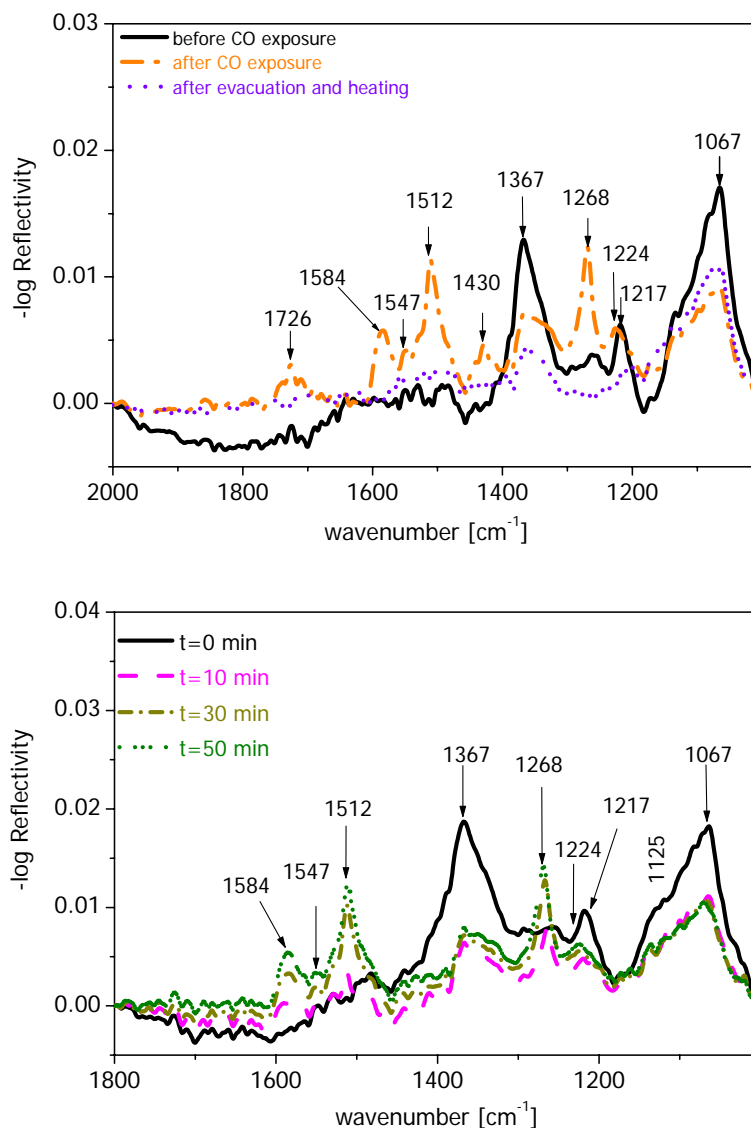 0.03
before CO exposure
after CO exposure
after evacuation and heating
0.02
1067
1367
1268
1512
1224
1584
1430
1217
1547
1726
0.01
0.00
-log Reflectivity
2000 1800 1600 1400 1200
wavenumber [cm-1]
0.04
t=0 min
t=10 min
t=30 min
t=50 min
0.03
1367
1268
1067
0.02
1217
1512
1224
1125
1547
1584
0.01
0.00
-log Reflectivity
1800 1600 1400 1200
wavenumber [cm-1]